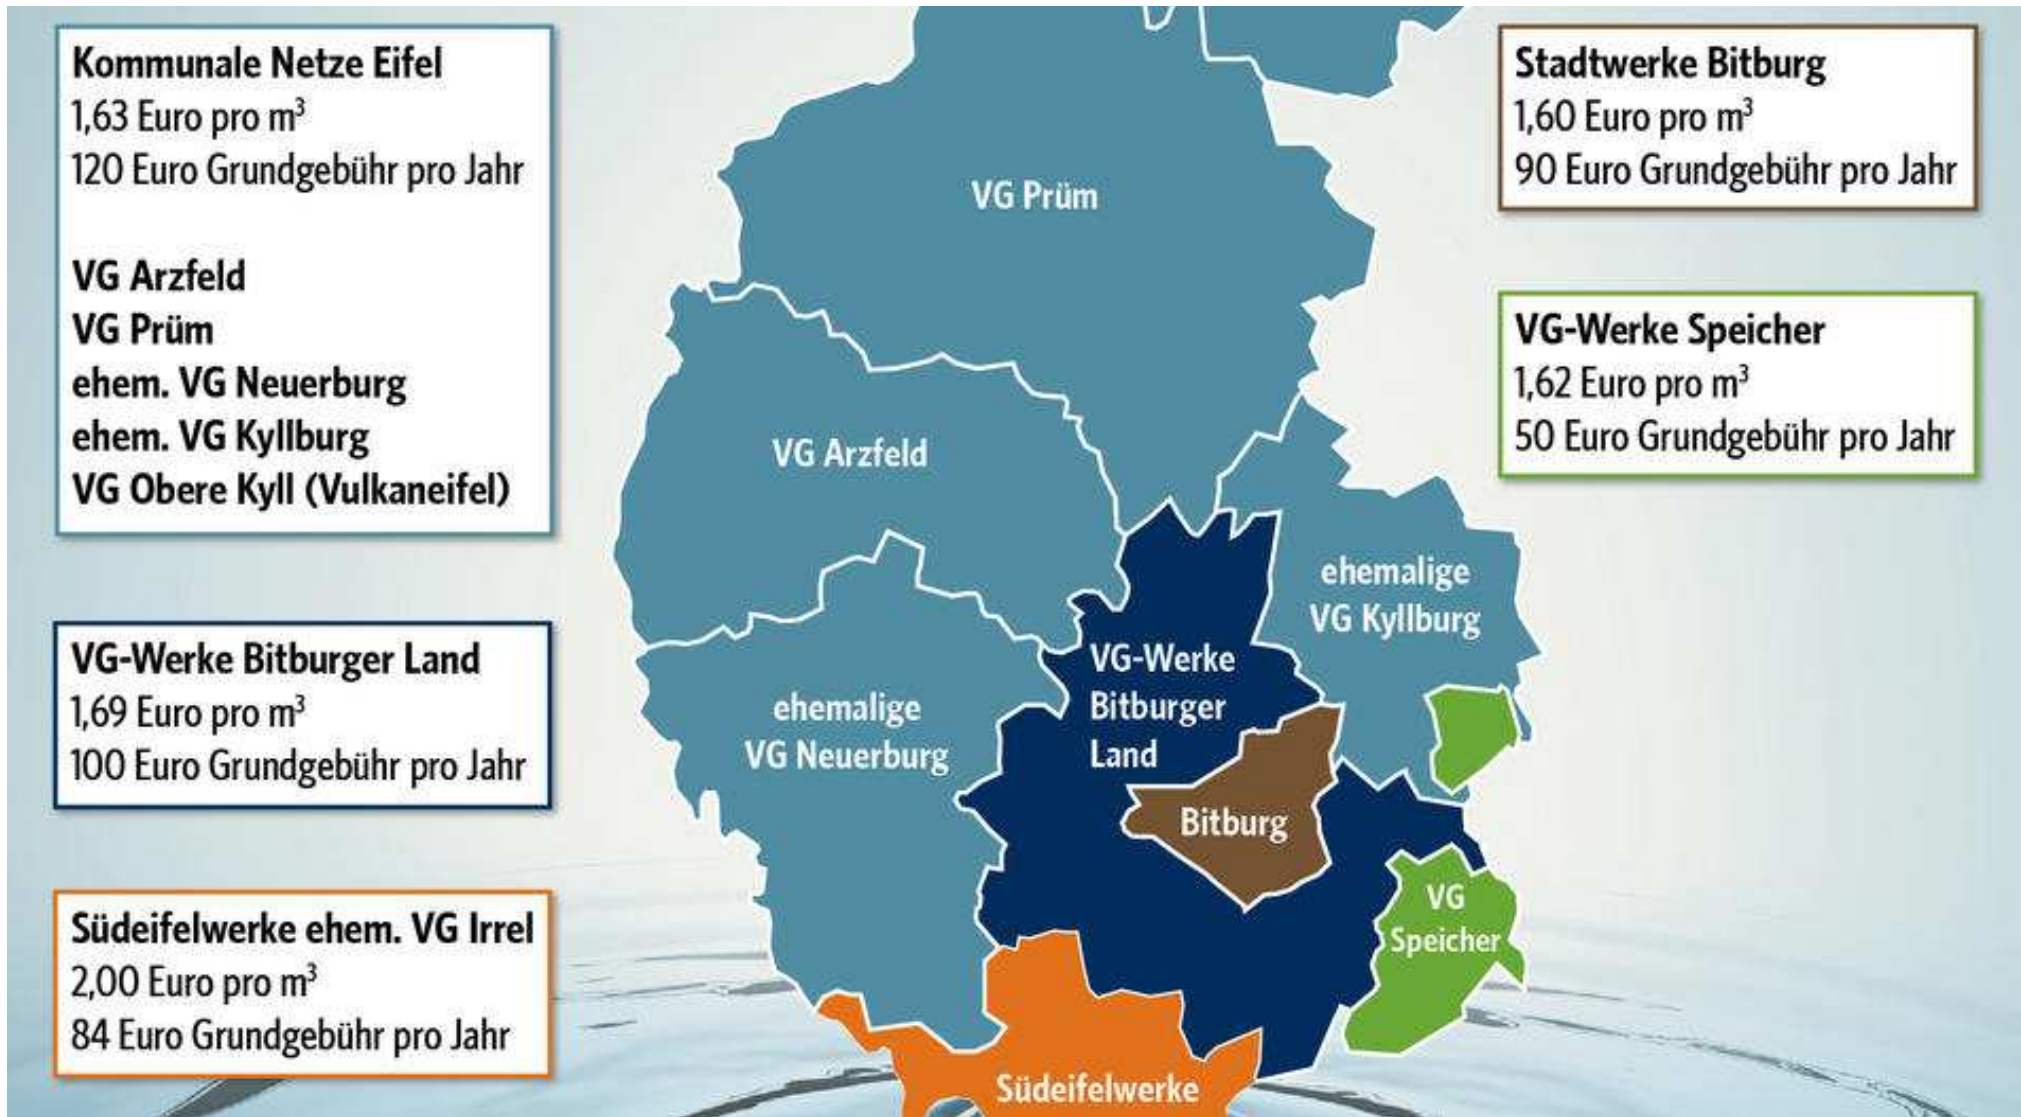 Kommunale Netze Eifel
1,63 Euro pro m³
120 Euro Grundgebühr pro Jahr
VG Arzfeld
VG Prüm
ehem. VG Neuerburg
ehem. VG Kyllburg
VG Obere Kyll (Vulkaneifel)
VG-Werke Bitburger Land
1,69 Euro pro m³
100 Euro Grundgebühr pro Jahr
Südeifelwerke ehem. VG Irrel
2,00 Euro pro m³
84 Euro Grundgebühr pro Jahr
VG Prüm
VG Arzfeld
ehemalige
VG Kyllburg
ehemalige
VG Neuerburg
VG-Werke
Bitburger
Land
Bitburg
VG
Speicher
Südeifelwerke
Stadtwerke Bitburg
1,60 Euro pro m³
90 Euro Grundgebühr pro Jahr
VG-Werke Speicher
1,62 Euro pro m³
50 Euro Grundgebühr pro Jahr